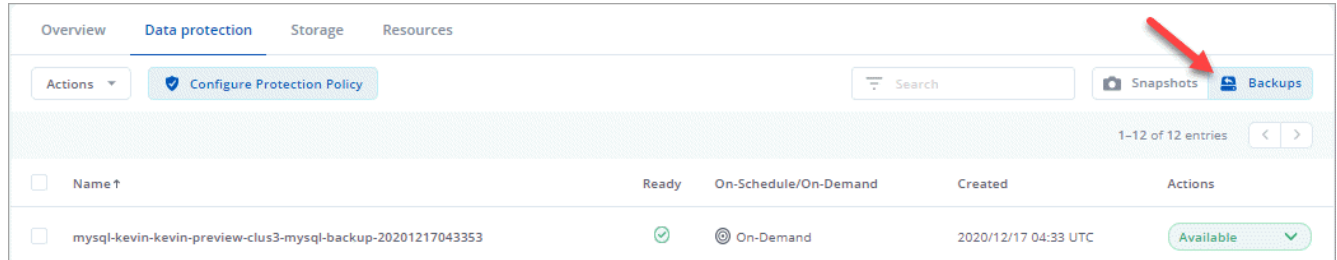 Overview Data protection Storage Resources
Actions Configure Protection Policy Search Snapshots Backups
1–12 of 12 entries
Name↑ Ready On-Schedule/On-Demand Created Actions
mysql-kevin-kevin-preview-clus3-mysql-backup-20201217043353 On-Demand 2020/12/17 04:33 UTC Available